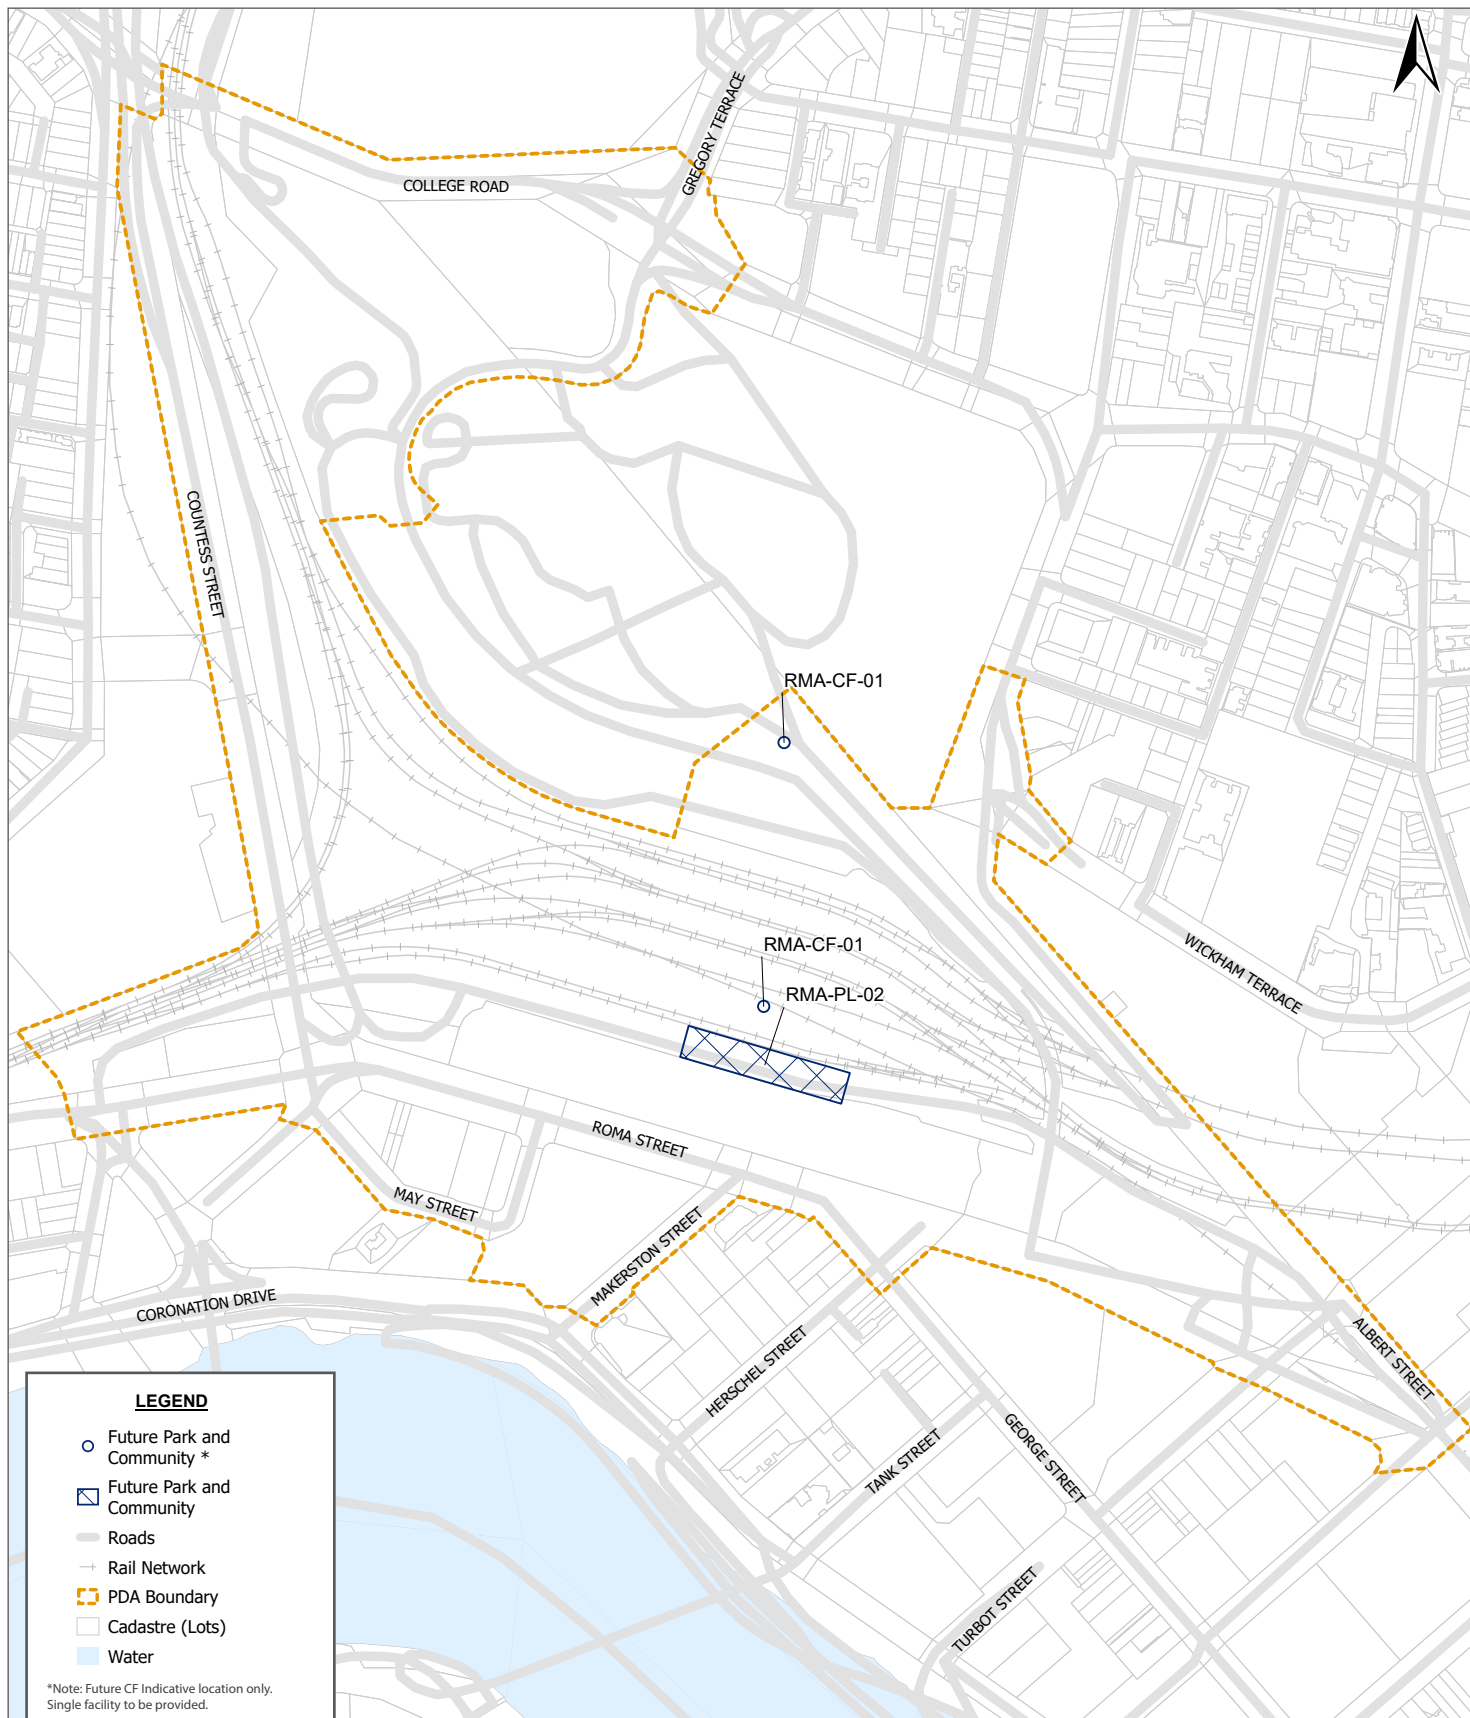 GREGORY TERRACE
COLLEGE ROAD
COUNTESS STREET
RMA-CF-01
WICKHAM TERRACE
RMA-CF-01
RMA-PL-02
ROMA STREET
MAY STREET
MAKERSTON STREET
CORONATION DRIVE
HERSCHEL STREET
ALBERT STREET
GEORGE STREET
TANK STREET
TURBOT STREET
LEGEND
Future Park and
Community *
Future Park and
Community
Roads
Rail Network
PDA Boundary
Cadastre (Lots)
Water
*Note: Future CF Indicative location only.
Single facility to be provided.